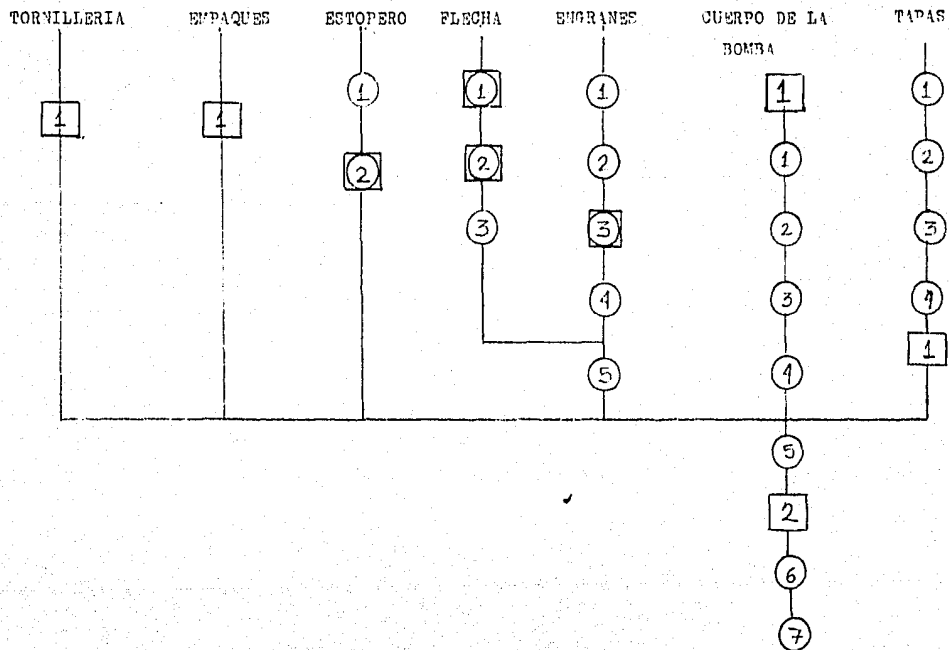 TORNILLERIA EMPAQUES ESTOPERO FLECHA ENGRANES CUERPO DE LA TAPAS
BOMBA
1 1 1 1 1 1 1
2 2 2 1 2
3 3 2 3
4 3 4
5 4 1
5
2
6
7